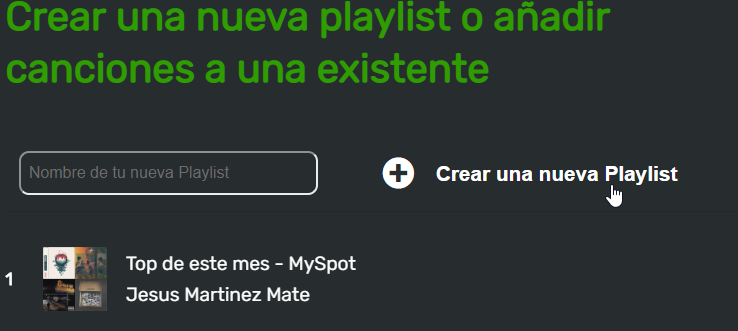 Crear una nueva playlist o añadir
canciones a una existente
Nombre de tu nueva Playlist
Crear una nueva Playlist
1
Top de este mes - MySpot
Jesus Martinez Mate